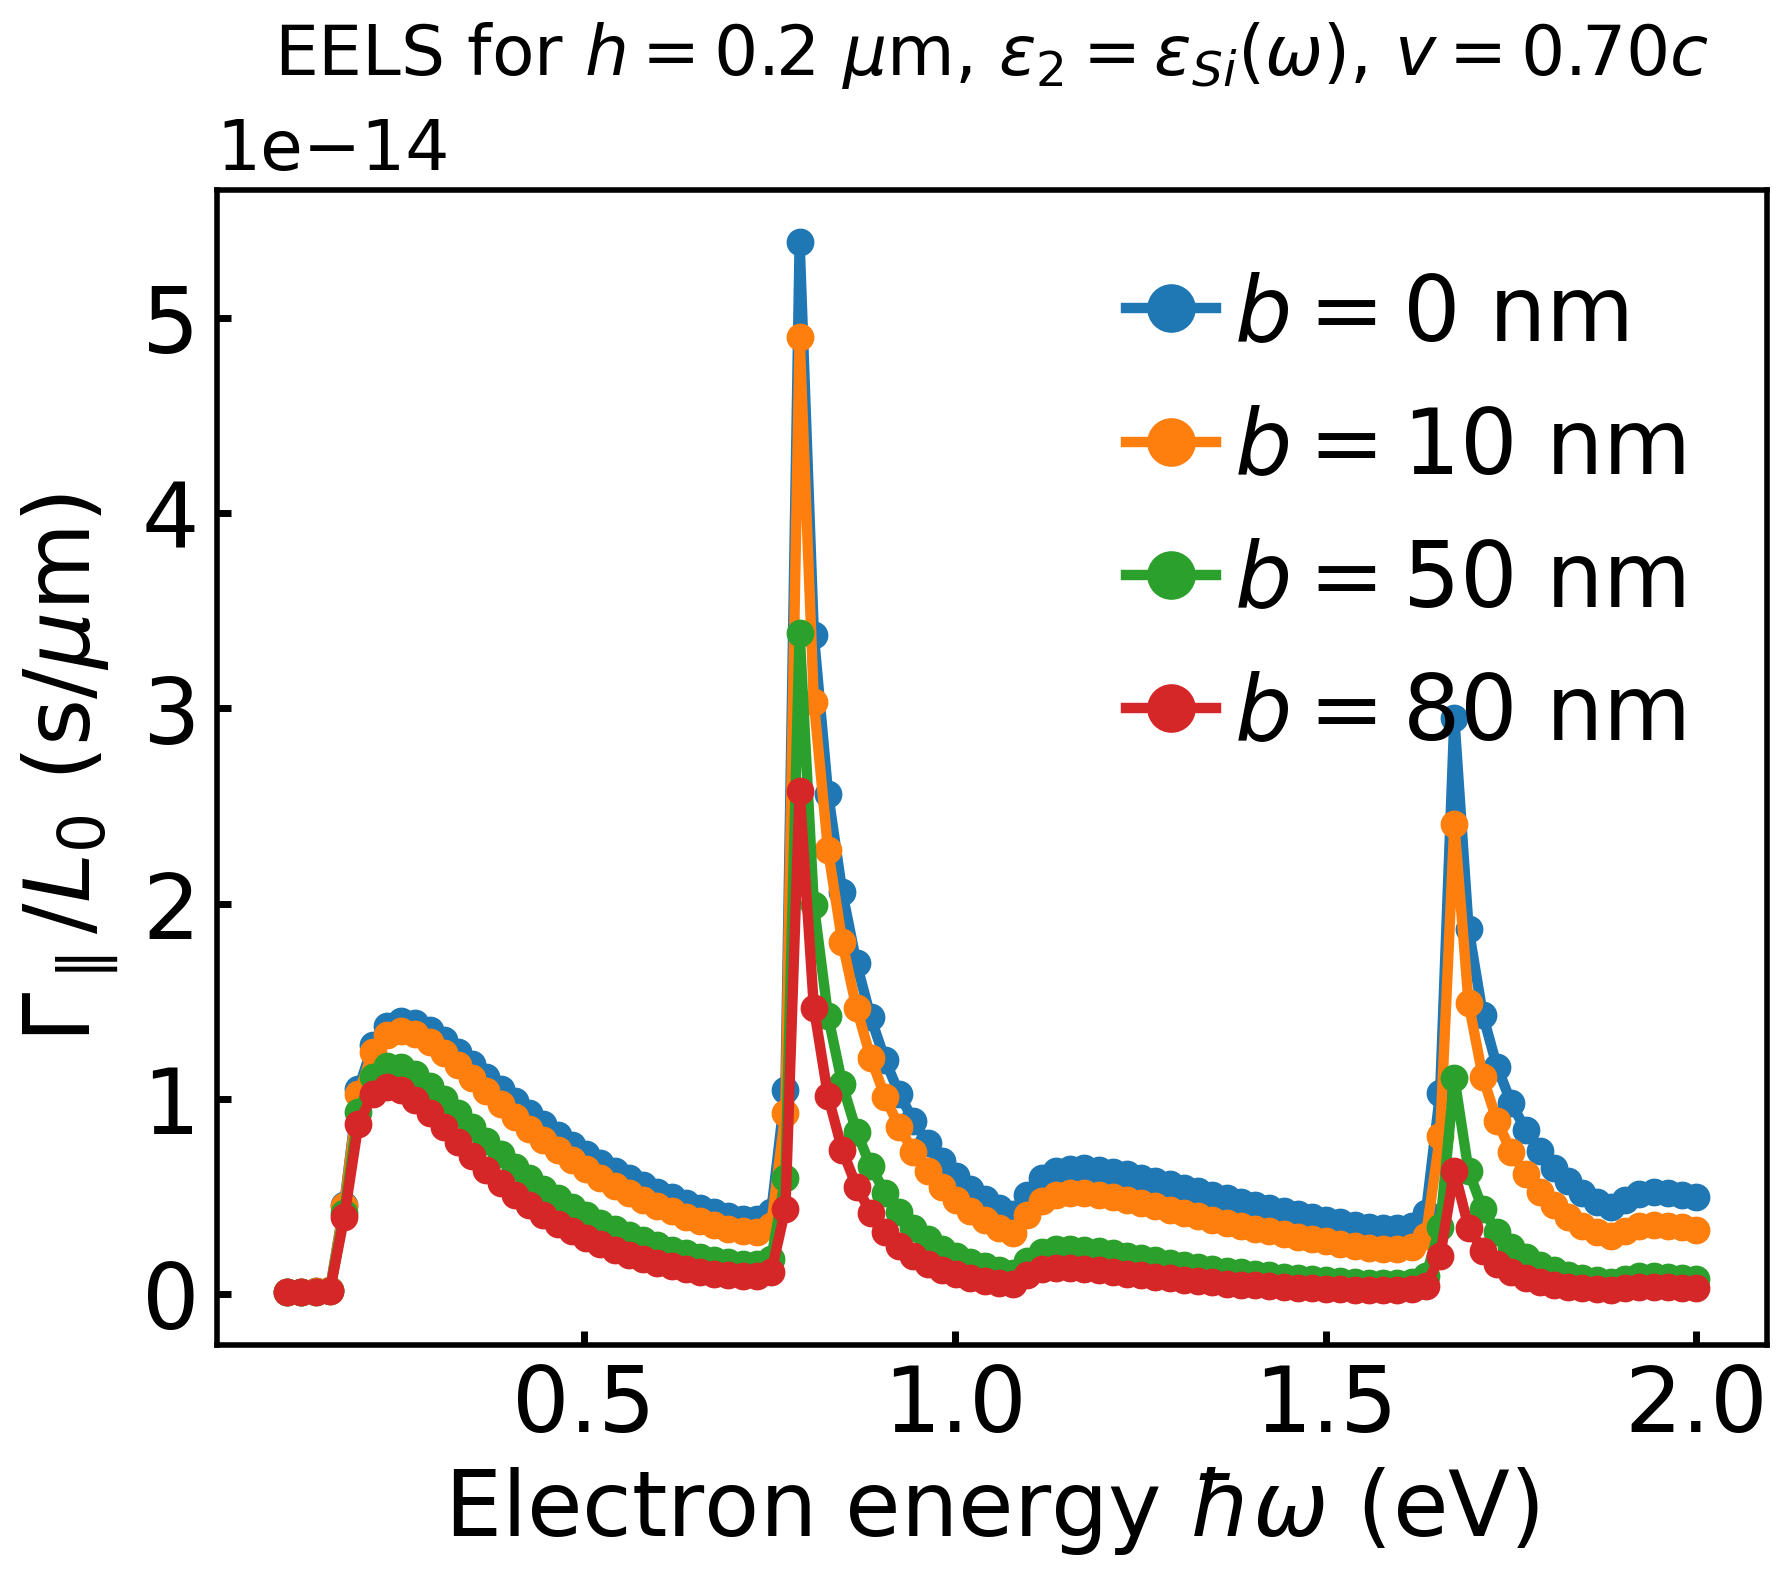 EELS for h = 0.2 μm, ε₂ = ε_Si(ω), v = 0.70c
1e−14
5
4
3
2
1
0
Γ∥/L₀ (s/μm)
b = 0 nm
b = 10 nm
b = 50 nm
b = 80 nm
0.5 1.0 1.5 2.0
Electron energy ħω (eV)